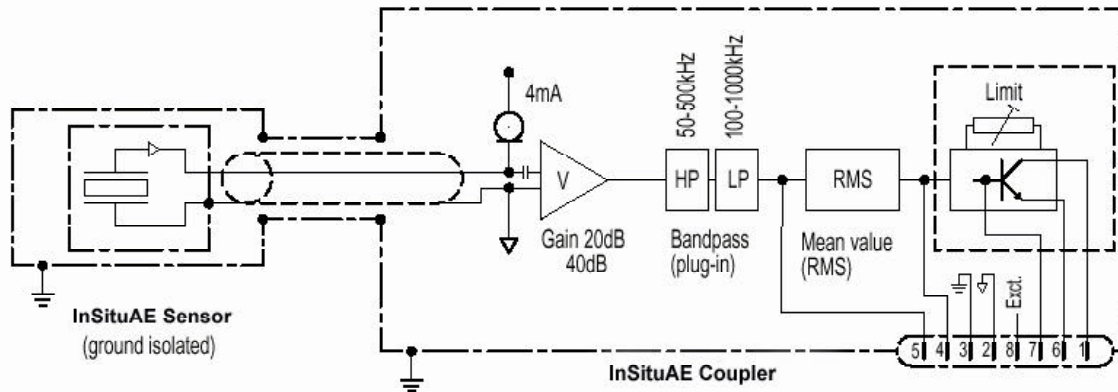 4mA
50-500kHz
100-1000kHz
Limit
V
HP
LP
RMS
Gain 20dB
40dB
Bandpass
(plug-in)
Mean value
(RMS)
Exct.
InSituAE Sensor
(ground isolated)
5 4 3 2 8 7 6 1
InSituAE Coupler